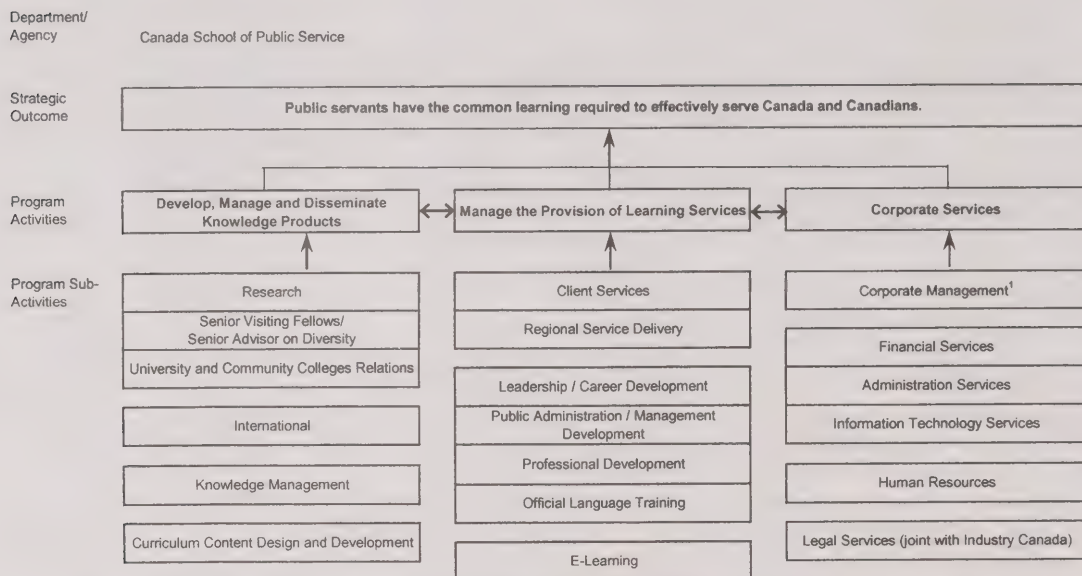 Department/
Agency
Canada School of Public Service
Strategic
Outcome
Public servants have the common learning required to effectively serve Canada and Canadians.
Program
Activities
Develop, Manage and Disseminate
Knowledge Products
Manage the Provision of Learning Services
Corporate Services
Program Sub-
Activities
Research
Senior Visiting Fellows/
Senior Advisor on Diversity
University and Community Colleges Relations
International
Knowledge Management
Curriculum Content Design and Development
Client Services
Regional Service Delivery
Leadership / Career Development
Public Administration / Management
Development
Professional Development
Official Language Training
E-Learning
Corporate Management¹
Financial Services
Administration Services
Information Technology Services
Human Resources
Legal Services (joint with Industry Canada)